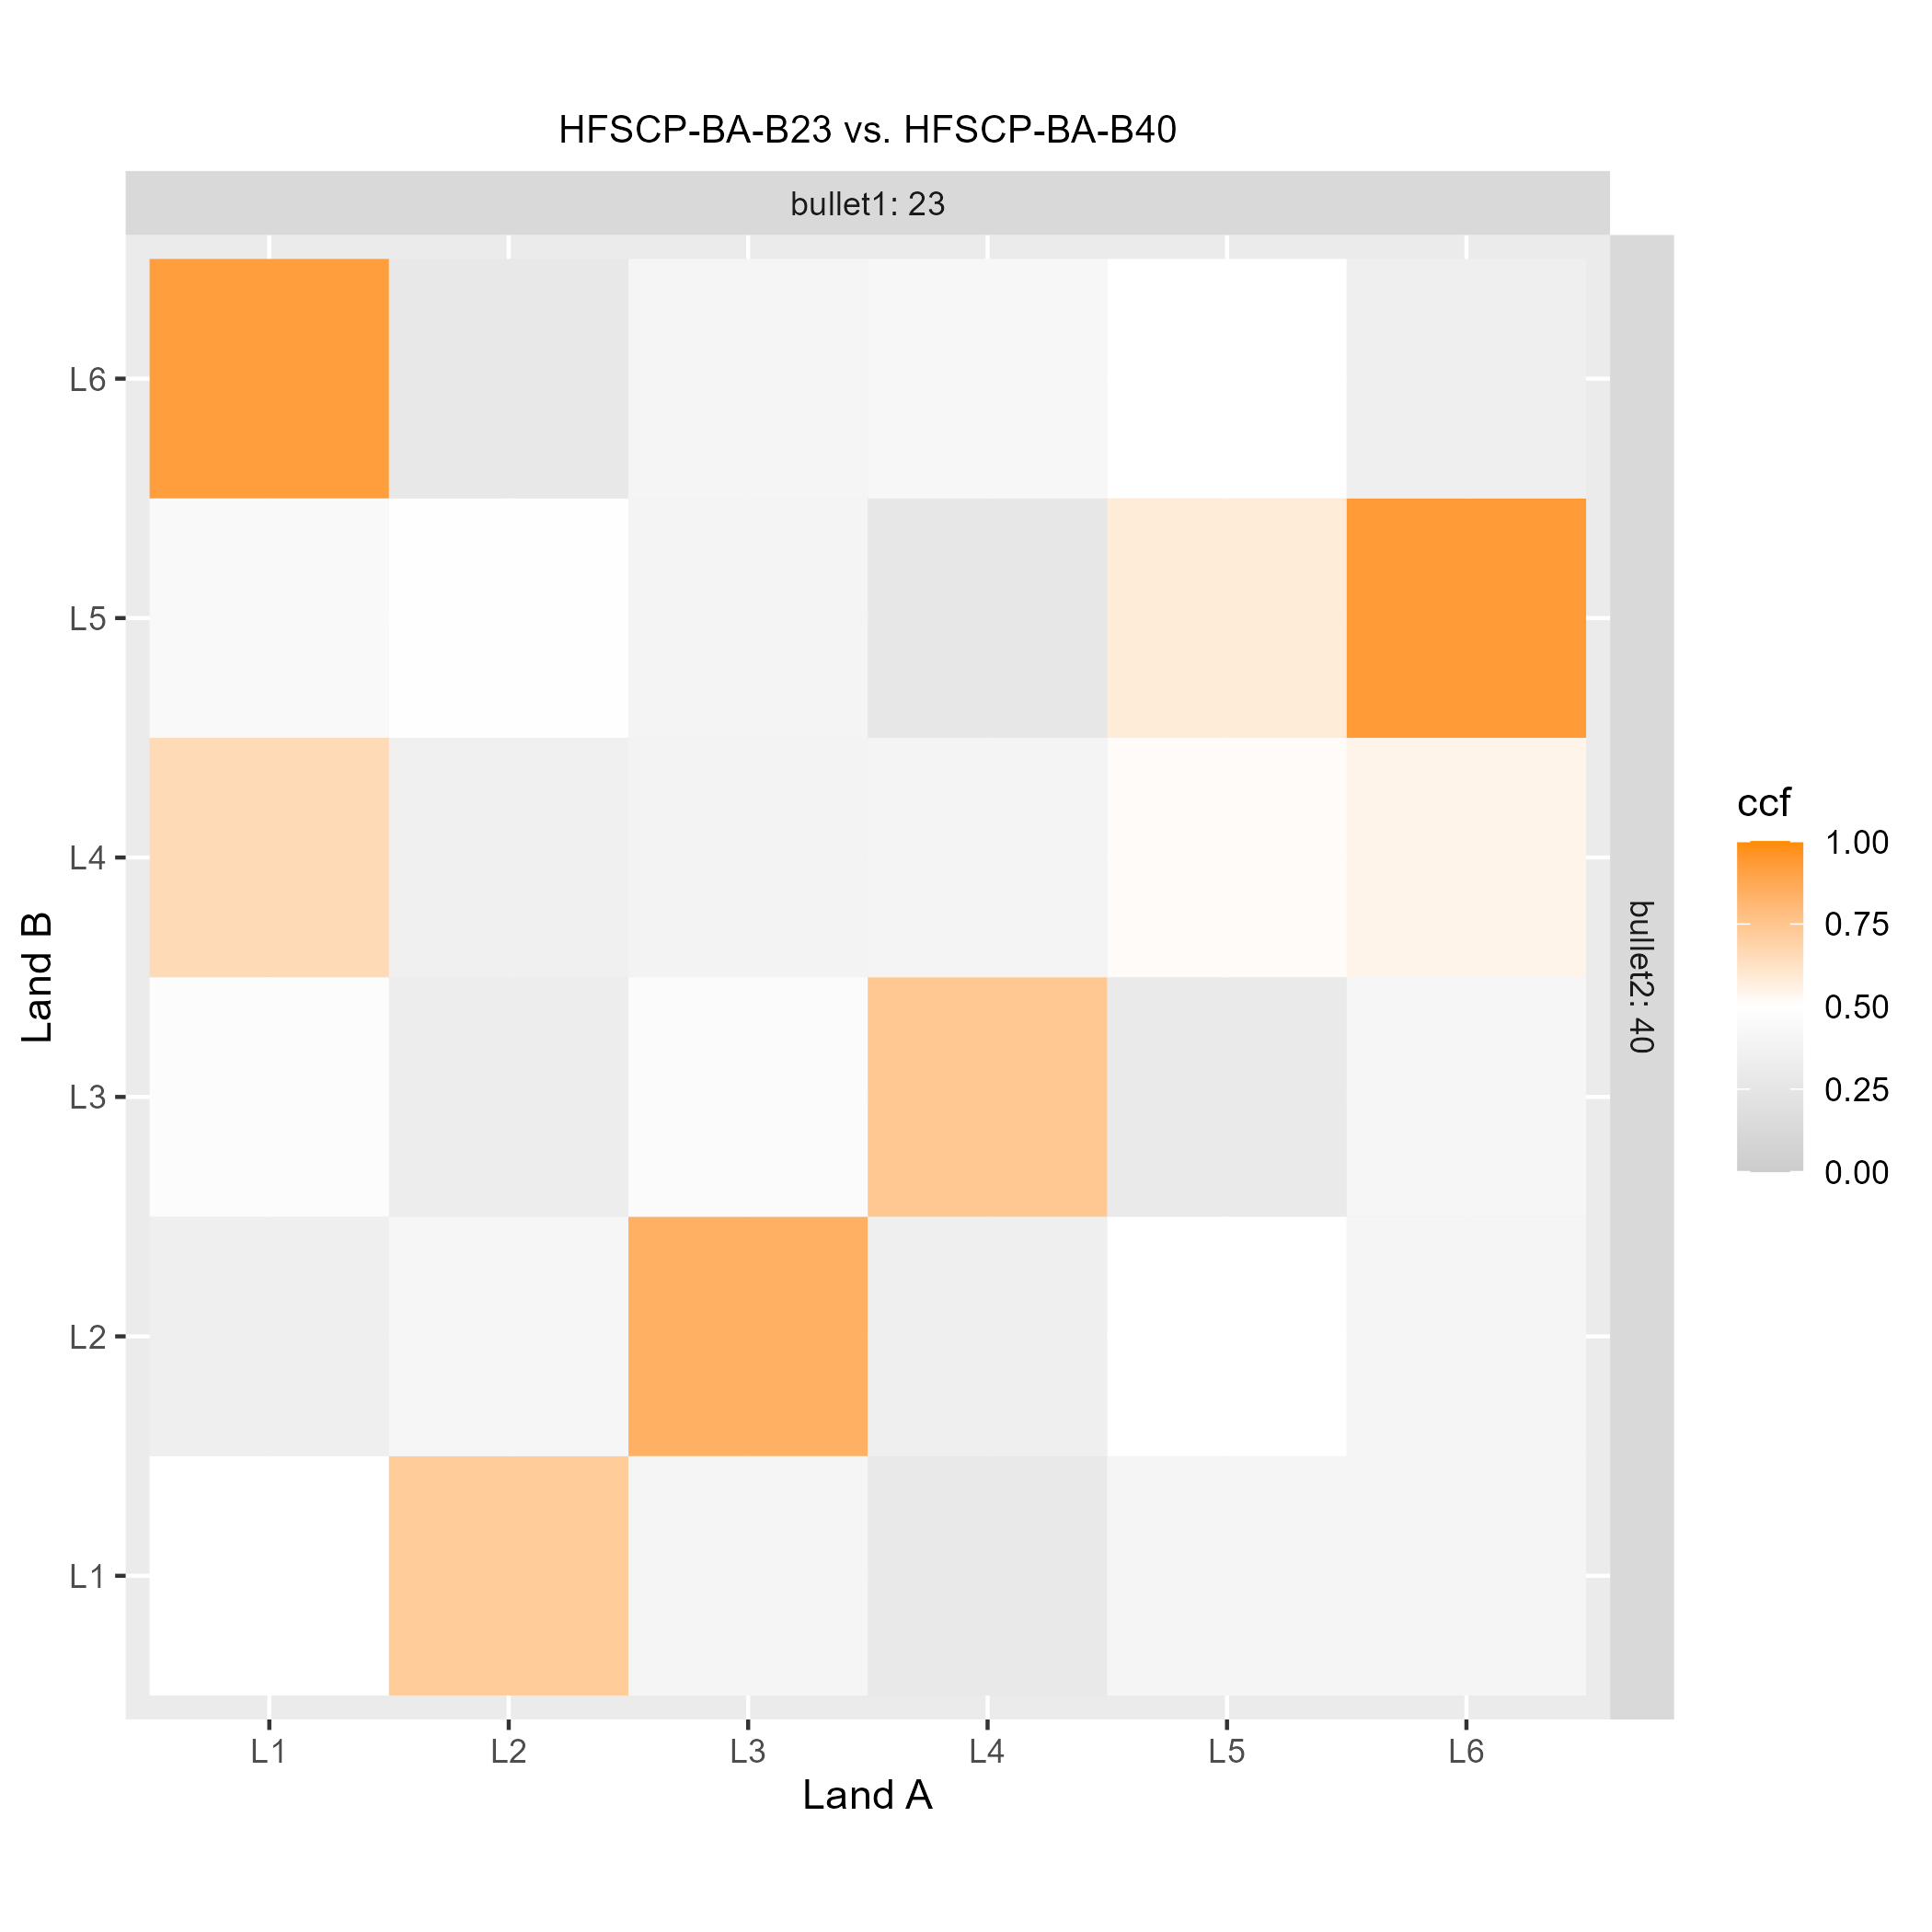 HFSCP-BA-B23 vs. HFSCP-BA-B40
bullet1: 23
L6
L5
L4
L3
L2
L1
Land B
bullet2: 40
L1 L2 L3 L4 L5 L6
Land A
ccf
1.00
0.75
0.50
0.25
0.00